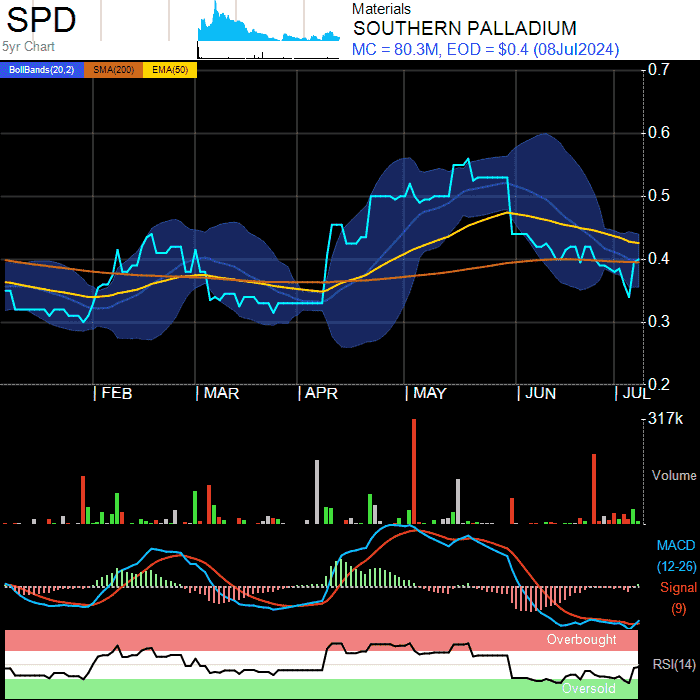 SPD
5yr Chart
Materials
SOUTHERN PALLADIUM
MC = 80.3M, EOD = $0.4 (08Jul2024)
BollBands(20,2) SMA(200) EMA(50)
0.7
0.6
0.5
0.4
0.3
0.2
| FEB | MAR | APR | MAY | JUN | JUL
317k
Volume
MACD
(12-26)
Signal
(9)
Overbought
RSI(14)
Oversold